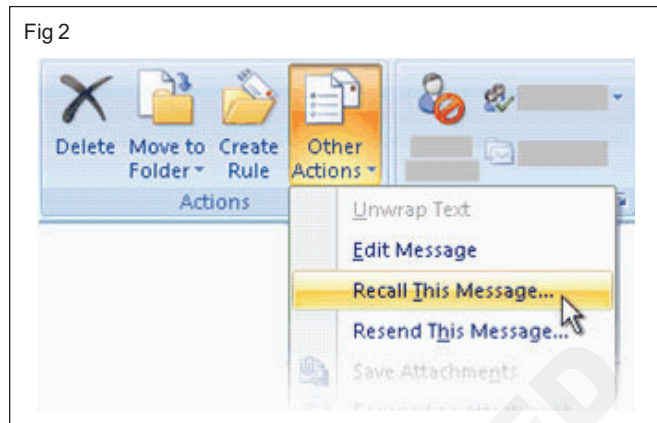 Fig 2
Delete Move to Create Other
Folder Rule Actions
Actions
Unwrap Text
Edit Message
Recall This Message...
Resend This Message...
Save Attachments